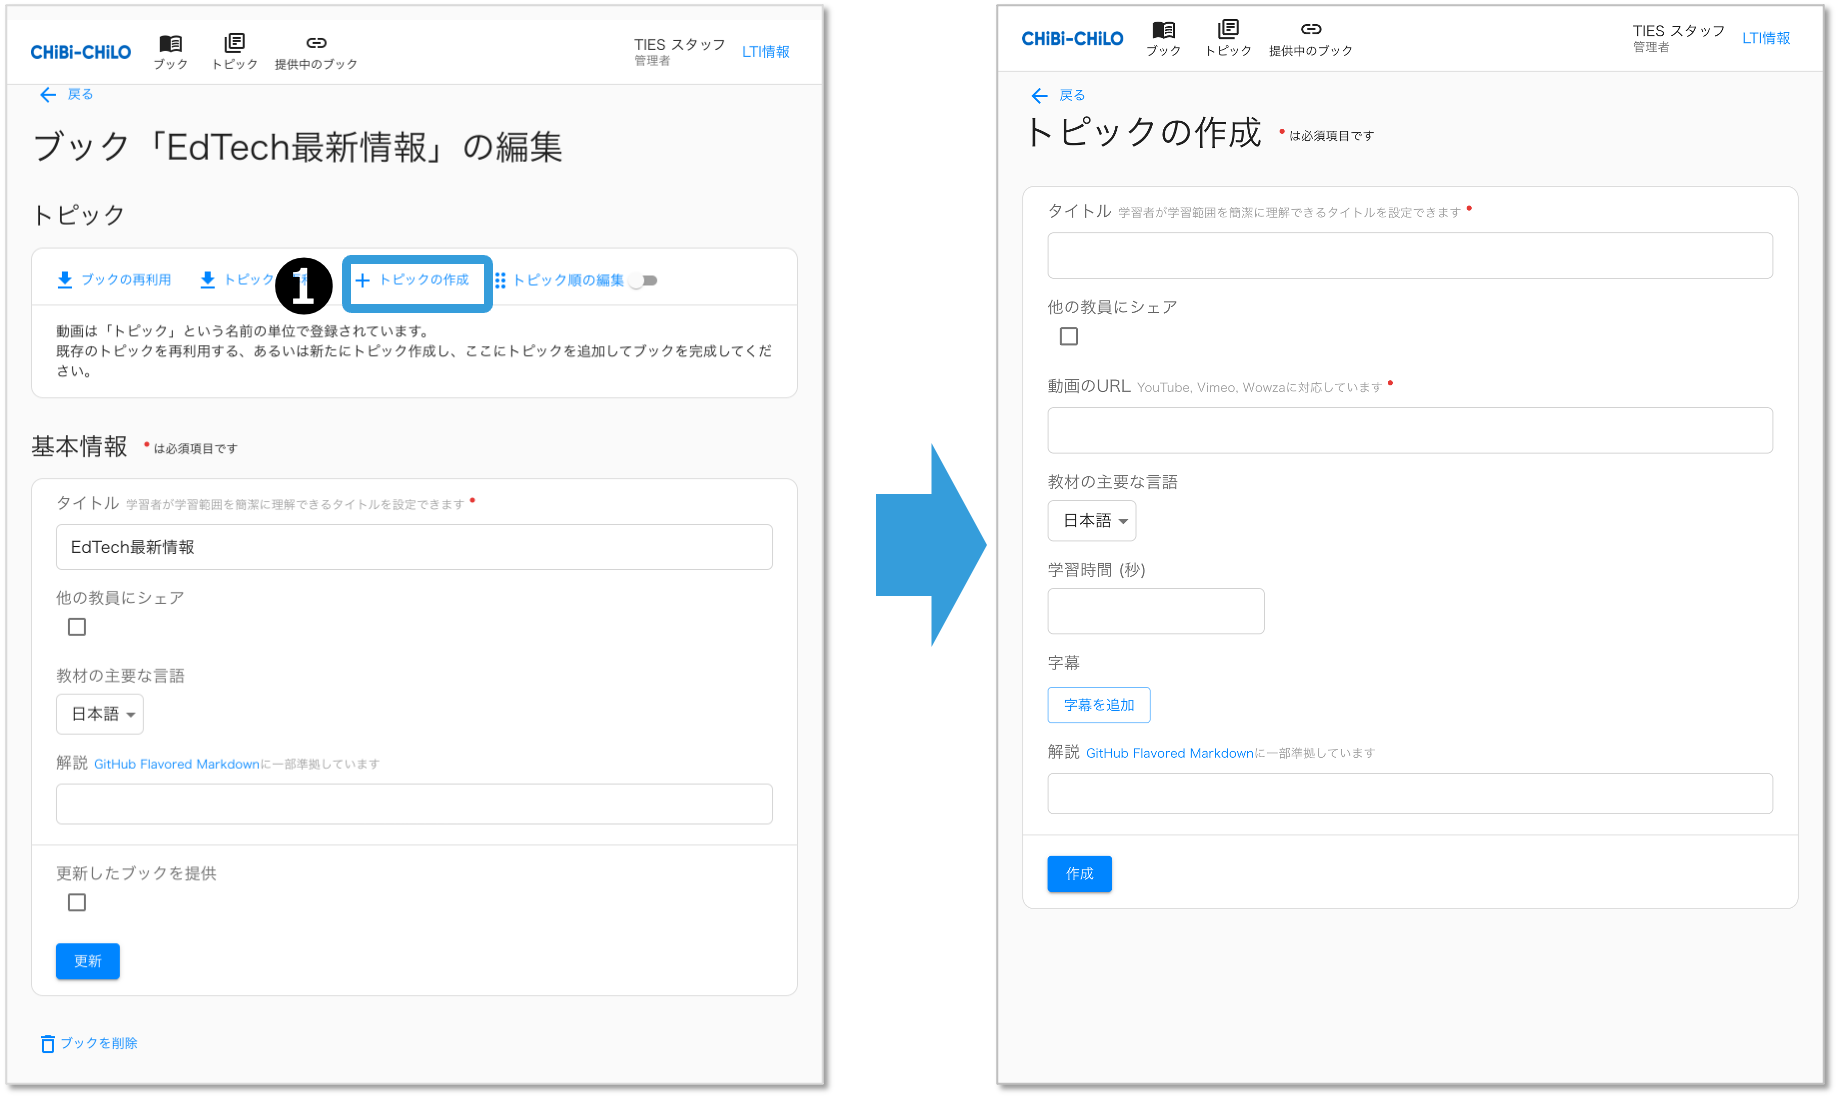 CHiBi-CHiLO
ブック
トピック
提供中のブック
TIES スタッフ
管理者
LTI情報
戻る
ブック「EdTech最新情報」の編集
トピック
ブックの再利用
トピック
1
トピックの作成
トピック順の編集
動画は「トピック」という名前の単位で登録されています。
既存のトピックを再利用する、あるいは新たにトピック作成し、ここにトピックを追加してブックを完成してくだ
さい。
基本情報 *は必須項目です
タイトル 学習者が学習範囲を簡潔に理解できるタイトルを設定できます *
EdTech最新情報
他の教員にシェア
教材の主要な言語
日本語
解説 GitHub Flavored Markdownに一部準拠しています
更新したブックを提供
更新
ブックを削除
CHiBi-CHiLO
ブック
トピック
提供中のブック
TIES スタッフ
管理者
LTI情報
戻る
トピックの作成 *は必須項目です
タイトル 学習者が学習範囲を簡潔に理解できるタイトルを設定できます *
他の教員にシェア
動画のURL YouTube, Vimeo, Wowzaに対応しています *
教材の主要な言語
日本語
学習時間 (秒)
字幕
字幕を追加
解説 GitHub Flavored Markdownに一部準拠しています
作成